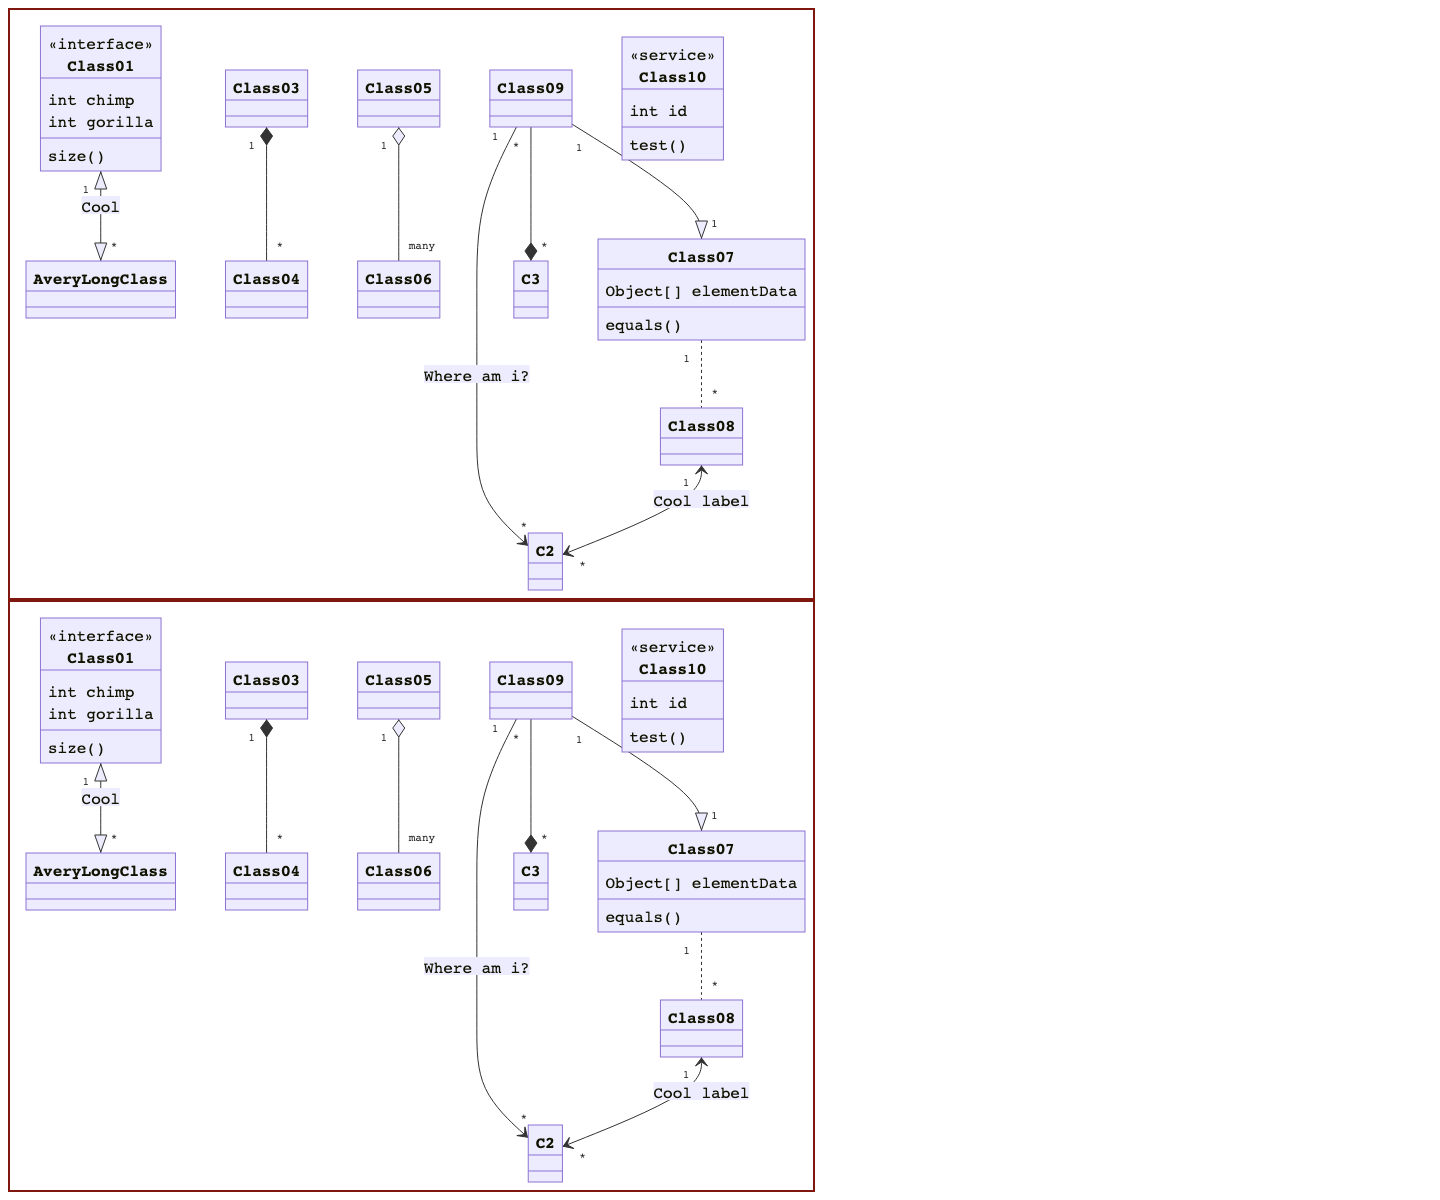 «interface»
Class01
int chimp
int gorilla
size()
Class03
Class05
Class09
«service»
Class10
int id
test()
1
1
1
1
*
1
Cool
*
*
many
*
1
AveryLongClass
Class04
Class06
C3
Class07
Object[] elementData
equals()
1
*
Where am i?
Class08
1
Cool label
*
C2
*
«interface»
Class01
int chimp
int gorilla
size()
Class03
Class05
Class09
«service»
Class10
int id
test()
1
1
1
1
*
1
Cool
*
*
many
*
1
AveryLongClass
Class04
Class06
C3
Class07
Object[] elementData
equals()
1
*
Where am i?
Class08
1
Cool label
*
C2
*